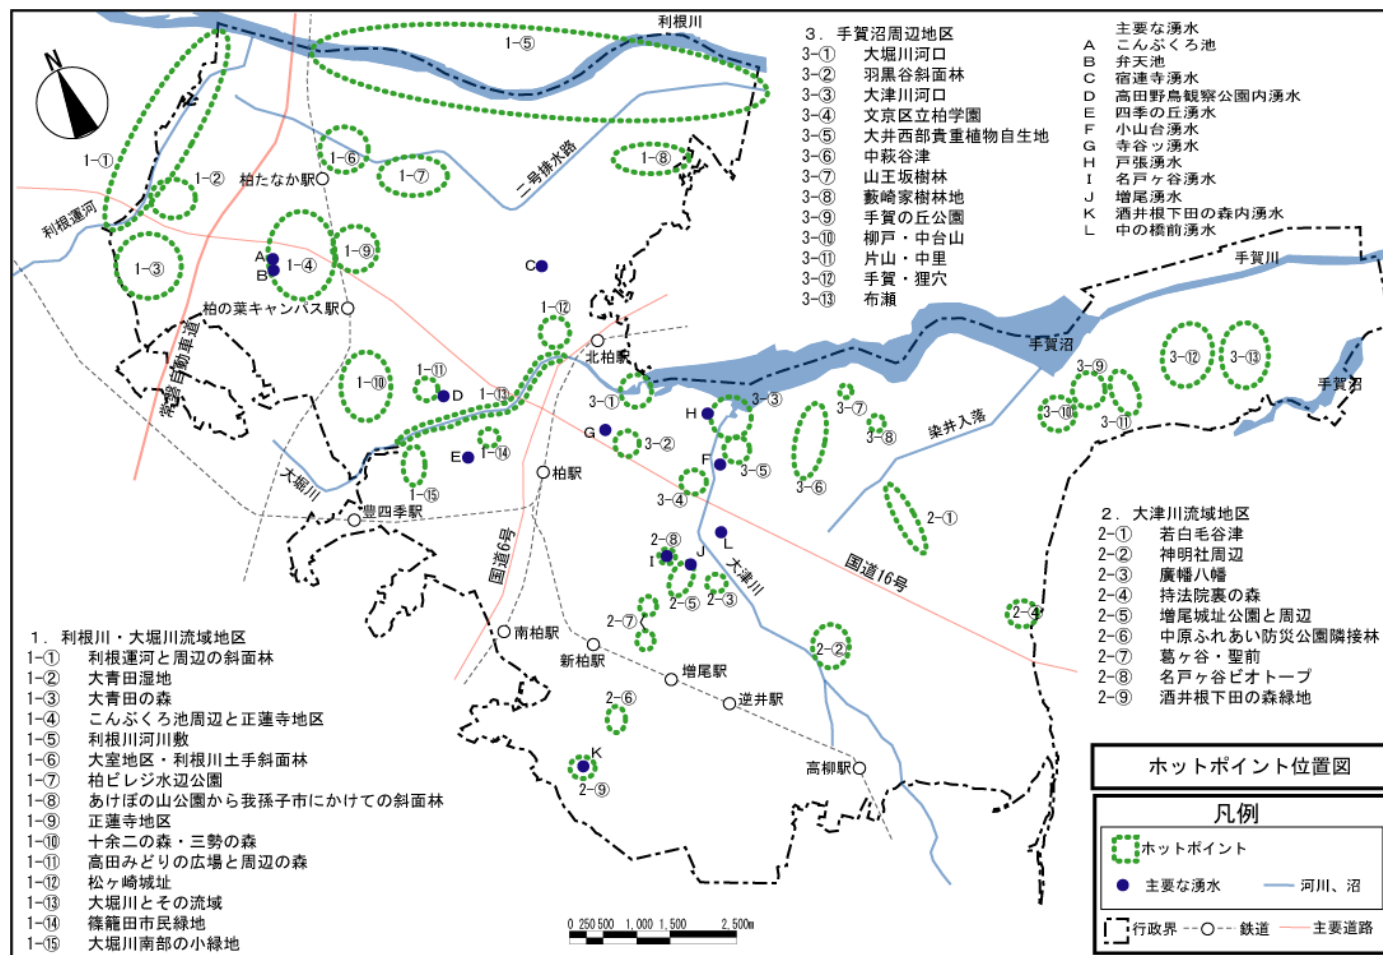 利根川
1-⑤
N
1-①
1-②
1-⑥
柏たなか駅
1-⑦
二号排水路
1-⑧
利根運河
1-③
A
B
1-④
1-⑨
C
柏の葉キャンパス駅
常磐自動車道
1-⑩
1-⑪
D
1-⑫
北柏駅
1-⑬
E
1-⑭
1-⑮
大堀川
豊四季駅
柏駅
国道6号
3-①
G
3-②
H
3-③
F
3-④
3-⑤
3-⑥
3-⑦
3-⑧
手賀沼
手賀川
染井入落
3-⑨
3-⑩
3-⑪
3-⑫
3-⑬
手賀沼
2-①
L
2-⑧
I
J
2-⑤
2-③
大津川
国道16号
2-⑦
2-②
2-④
南柏駅
新柏駅
増尾駅
逆井駅
高柳駅
2-⑥
K
2-⑨
3. 手賀沼周辺地区
3-① 大堀川河口
3-② 羽黒谷斜面林
3-③ 大津川河口
3-④ 文京区立柏学園
3-⑤ 大井西部貴重植物自生地
3-⑥ 中萩谷津
3-⑦ 山王坂樹林
3-⑧ 藪崎家樹林地
3-⑨ 手賀の丘公園
3-⑩ 柳戸・中台山
3-⑪ 片山・中里
3-⑫ 手賀・狸穴
3-⑬ 布瀬
主要な湧水
A こんぶくろ池
B 弁天池
C 宿連寺湧水
D 高田野鳥観察公園内湧水
E 四季の丘湧水
F 小山台湧水
G 寺谷ッ湧水
H 戸張湧水
I 名戸ヶ谷湧水
J 増尾湧水
K 酒井根下田の森内湧水
L 中の橋前湧水
2. 大津川流域地区
2-① 若白毛谷津
2-② 神明社周辺
2-③ 廣幡八幡
2-④ 持法院裏の森
2-⑤ 増尾城址公園と周辺
2-⑥ 中原ふれあい防災公園隣接林
2-⑦ 葛ヶ谷・聖前
2-⑧ 名戸ヶ谷ビオトープ
2-⑨ 酒井根下田の森緑地
1. 利根川・大堀川流域地区
1-① 利根運河と周辺の斜面林
1-② 大青田湿地
1-③ 大青田の森
1-④ こんぶくろ池周辺と正蓮寺地区
1-⑤ 利根川河川敷
1-⑥ 大室地区・利根川土手斜面林
1-⑦ 柏ビレジ水辺公園
1-⑧ あけぼの山公園から我孫子市にかけての斜面林
1-⑨ 正蓮寺地区
1-⑩ 十余二の森・三勢の森
1-⑪ 高田みどりの広場と周辺の森
1-⑫ 松ヶ崎城址
1-⑬ 大堀川とその流域
1-⑭ 篠籠田市民緑地
1-⑮ 大堀川南部の小緑地
0 250 500 1,000 1,500 2,500m
ホットポイント位置図
凡例
ホットポイント
主要な湧水 河川、沼
行政界 鉄道 主要道路